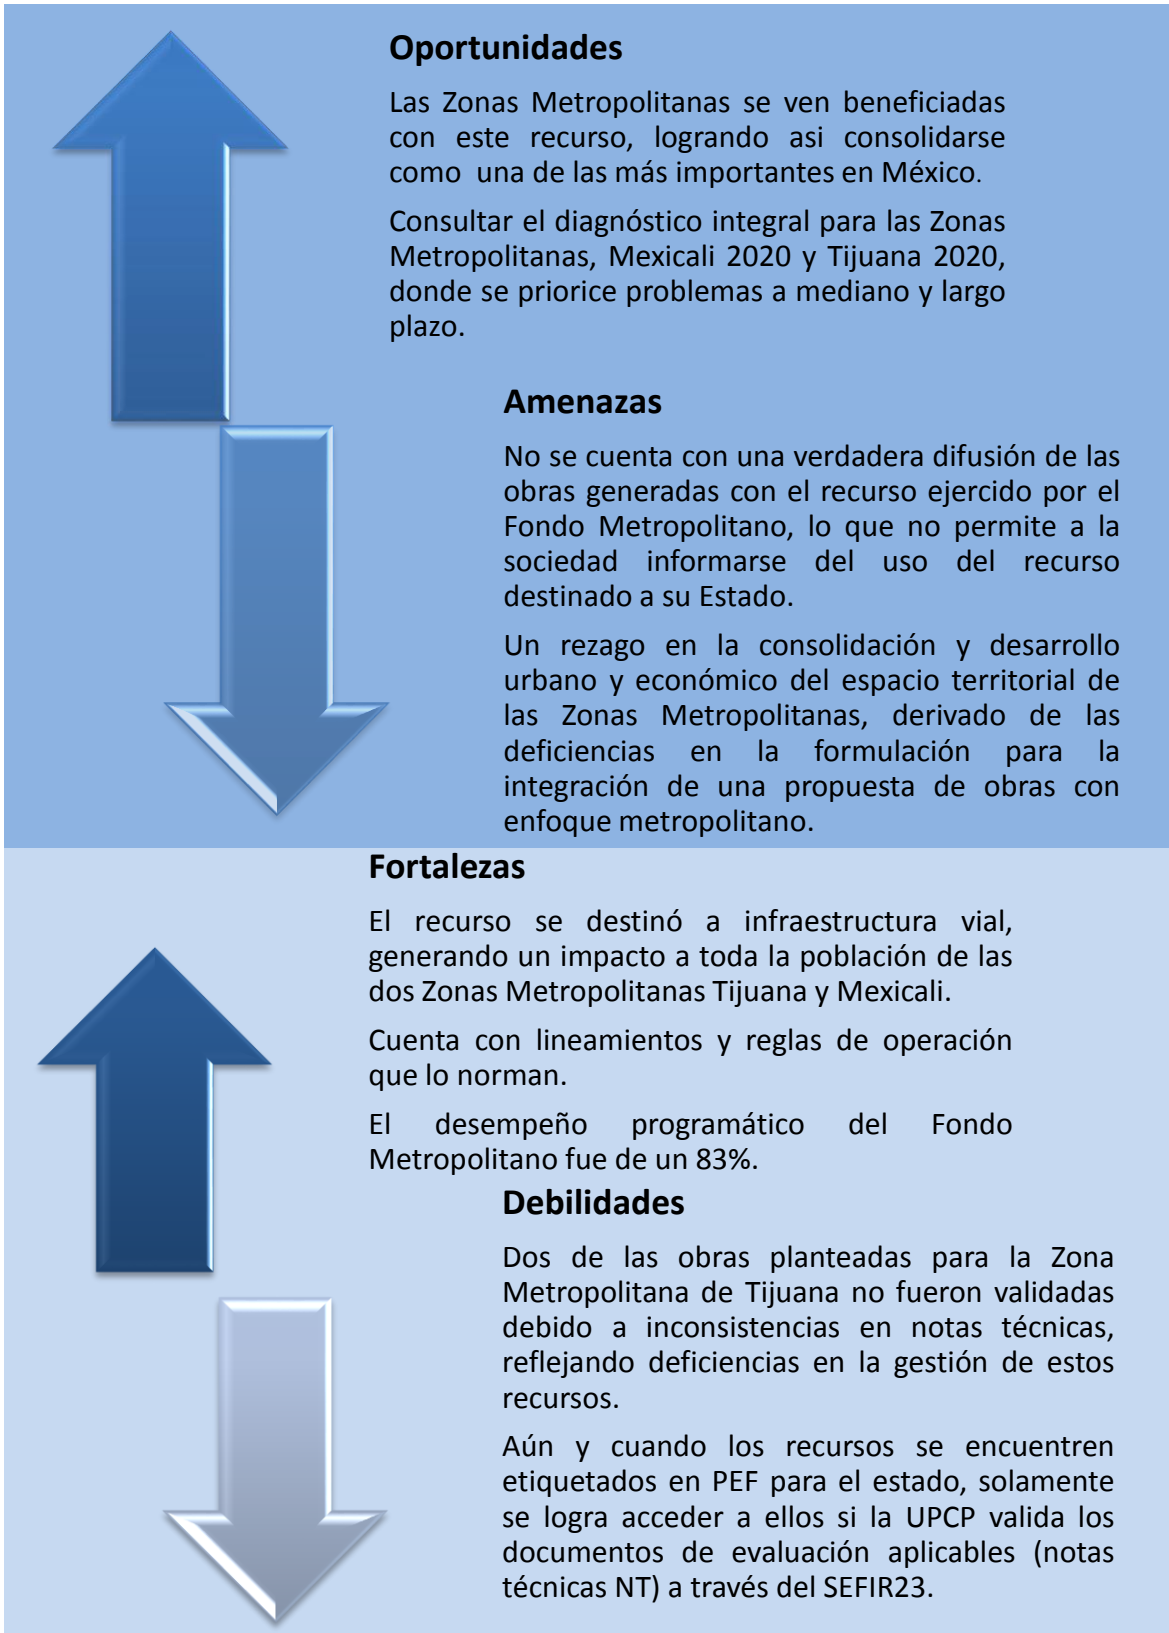 Oportunidades
Las Zonas Metropolitanas se ven beneficiadas
con este recurso, logrando asi consolidarse
como una de las más importantes en México.
Consultar el diagnóstico integral para las Zonas
Metropolitanas, Mexicali 2020 y Tijuana 2020,
donde se priorice problemas a mediano y largo
plazo.
Amenazas
No se cuenta con una verdadera difusión de las
obras generadas con el recurso ejercido por el
Fondo Metropolitano, lo que no permite a la
sociedad informarse del uso del recurso
destinado a su Estado.
Un rezago en la consolidación y desarrollo
urbano y económico del espacio territorial de
las Zonas Metropolitanas, derivado de las
deficiencias en la formulación para la
integración de una propuesta de obras con
enfoque metropolitano.
Fortalezas
El recurso se destinó a infraestructura vial,
generando un impacto a toda la población de las
dos Zonas Metropolitanas Tijuana y Mexicali.
Cuenta con lineamientos y reglas de operación
que lo norman.
El desempeño programático del Fondo
Metropolitano fue de un 83%.
Debilidades
Dos de las obras planteadas para la Zona
Metropolitana de Tijuana no fueron validadas
debido a inconsistencias en notas técnicas,
reflejando deficiencias en la gestión de estos
recursos.
Aún y cuando los recursos se encuentren
etiquetados en PEF para el estado, solamente
se logra acceder a ellos si la UPCP valida los
documentos de evaluación aplicables (notas
técnicas NT) a través del SEFIR23.